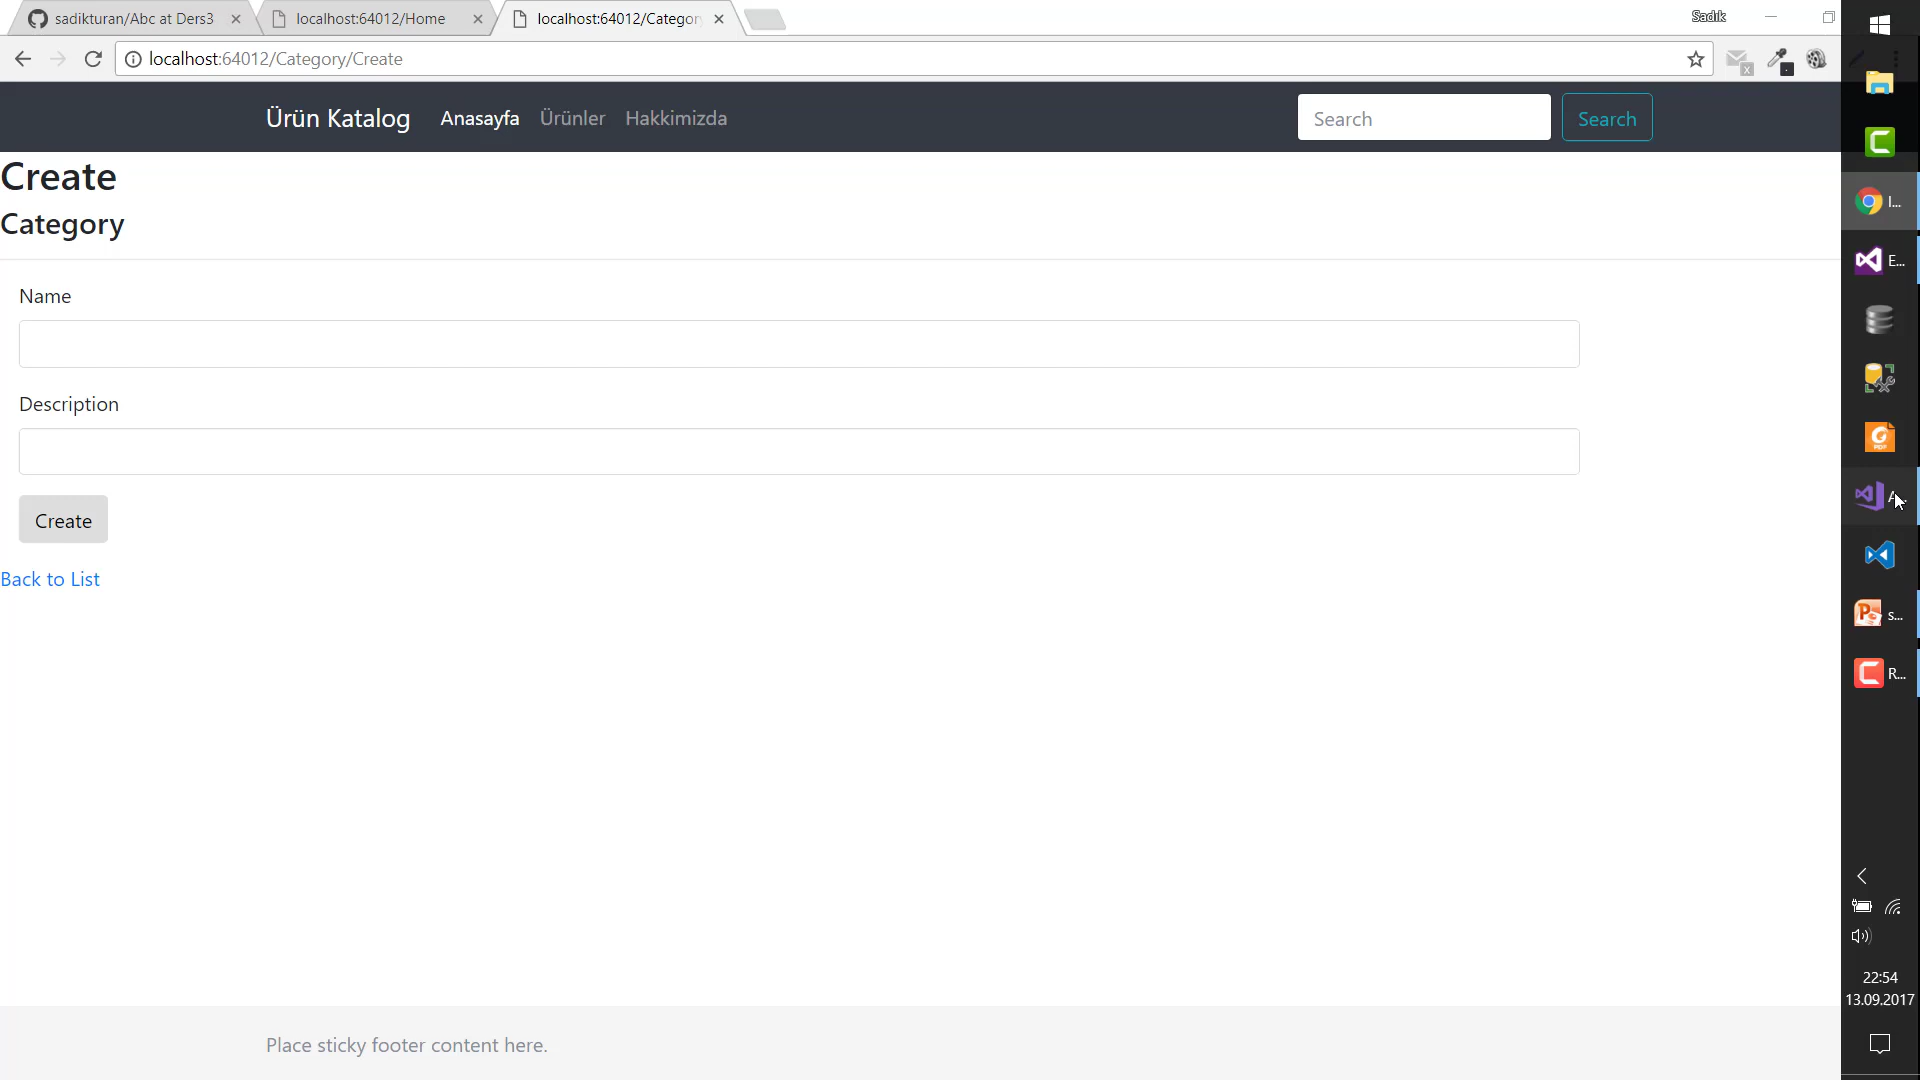 sadikturan/Abc at Ders3
localhost:64012/Home
localhost:64012/Categor
Sadık
localhost:64012/Category/Create
Ürün Katalog
Anasayfa
Ürünler
Hakkimizda
Search
Search
Create
Category
Name
Description
Create
Back to List
Place sticky footer content here.
I...
E...
A...
s...
R...
22:54
13.09.2017